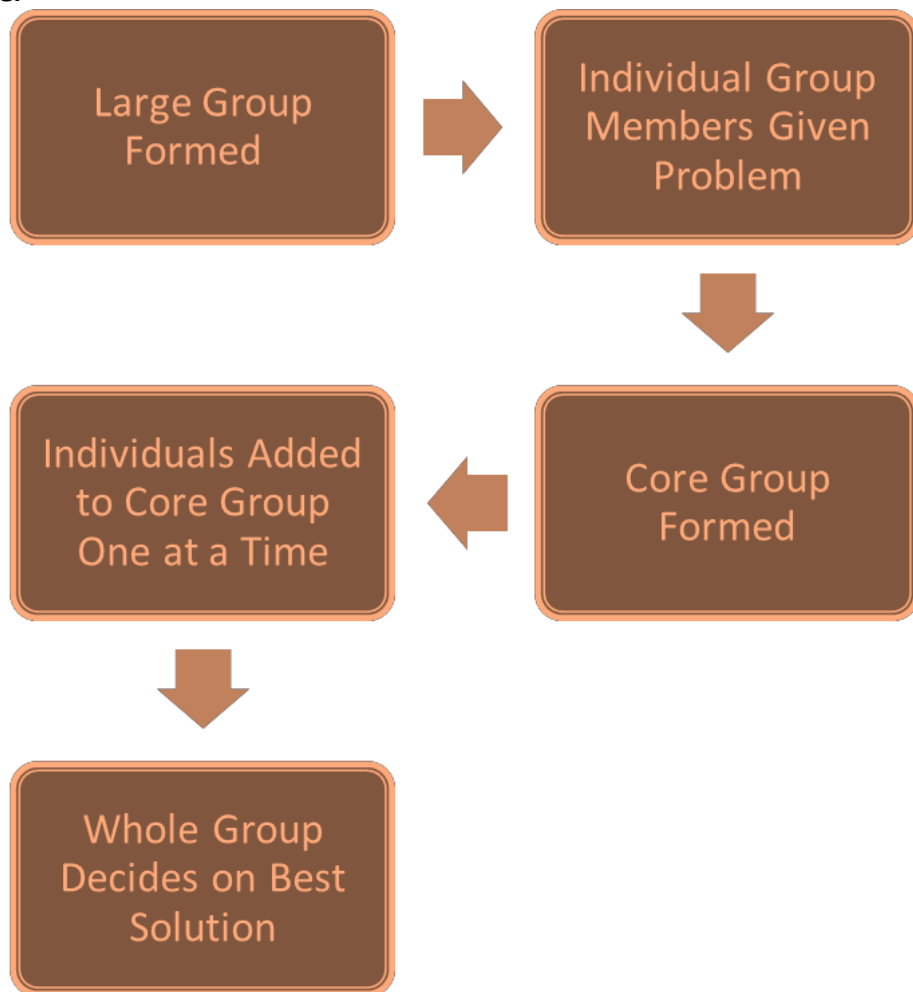 Large Group
Formed
Individual Group
Members Given
Problem
Core Group
Formed
Individuals Added
to Core Group
One at a Time
Whole Group
Decides on Best
Solution